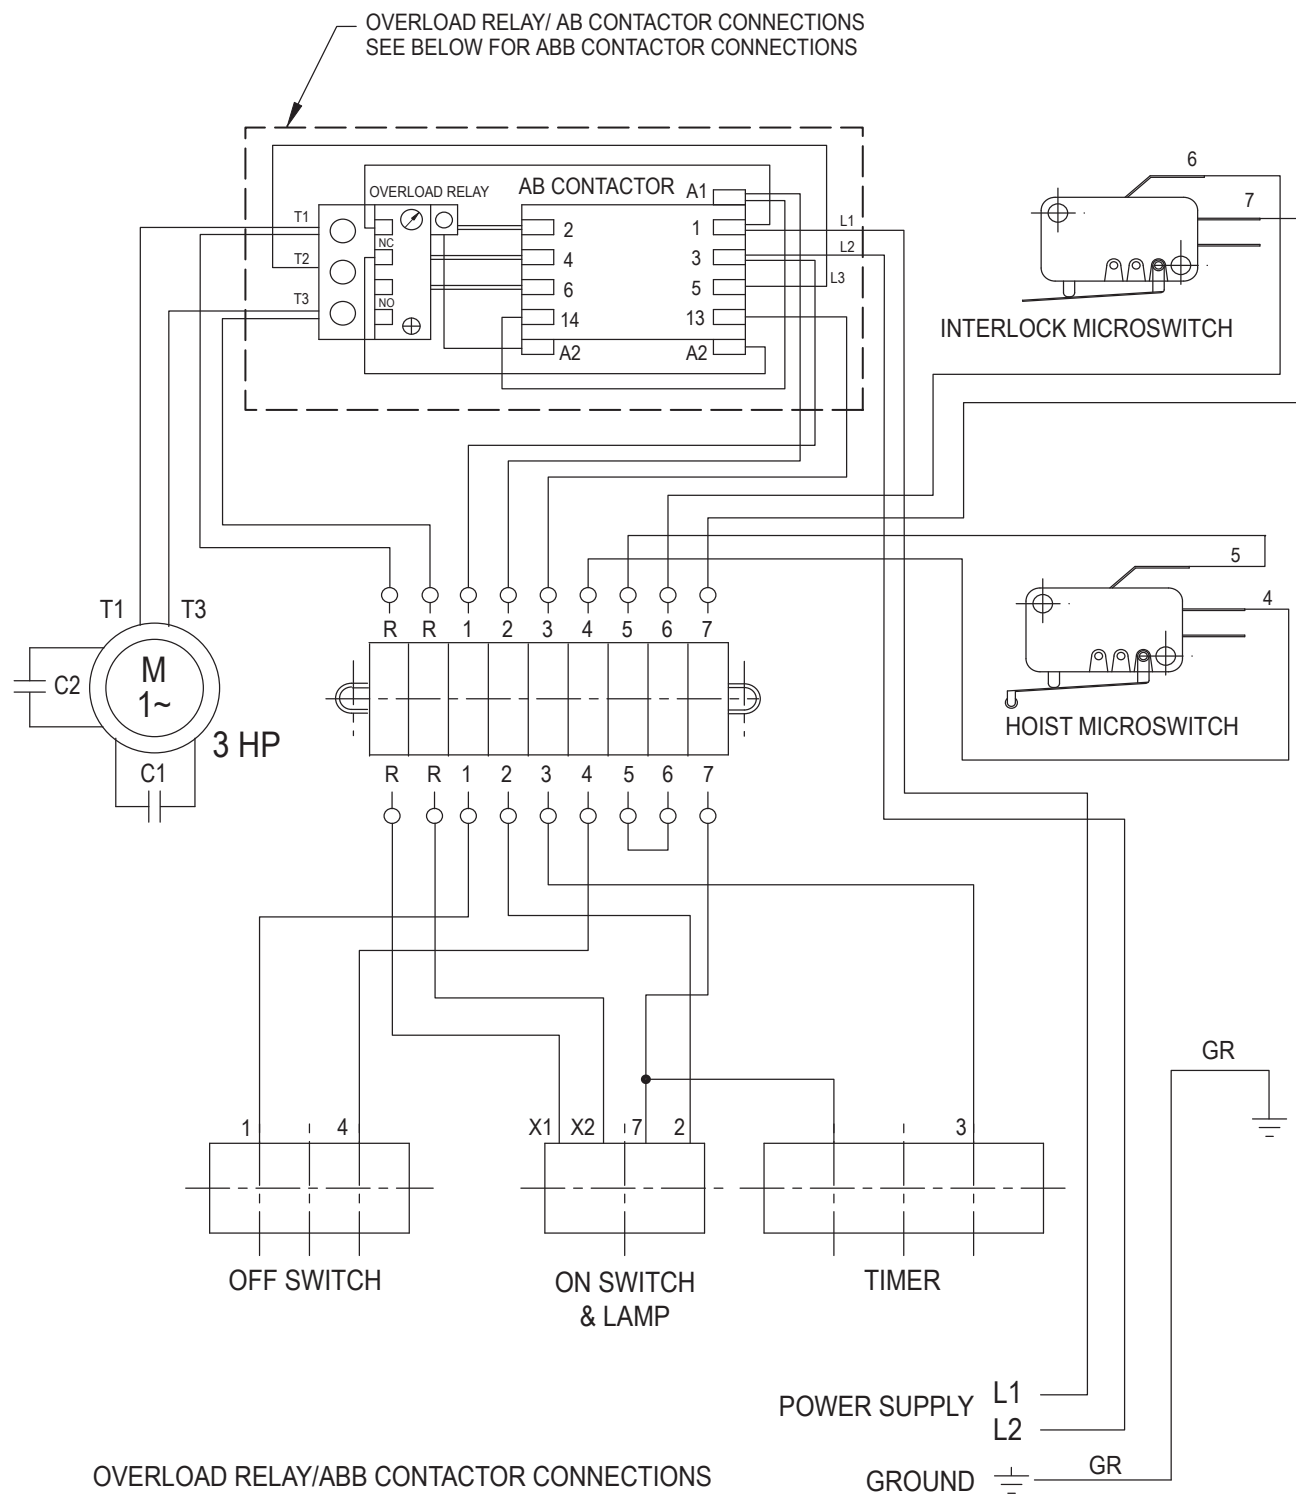 OVERLOAD RELAY/ AB CONTACTOR CONNECTIONS
SEE BELOW FOR ABB CONTACTOR CONNECTIONS
OVERLOAD RELAY
AB CONTACTOR
A1
T1
NC
2
1
L1
T2
4
3
L2
6
5
L3
T3
NO
14
13
A2
A2
6
7
INTERLOCK MICROSWITCH
5
4
HOIST MICROSWITCH
T1
T3
M
1~
C2
C1
3 HP
R R 1 2 3 4 5 6 7
R R 1 2 3 4 5 6 7
GR
1 4
X1 X2 7 2
3
OFF SWITCH
ON SWITCH
& LAMP
TIMER
POWER SUPPLY L1
L2
OVERLOAD RELAY/ABB CONTACTOR CONNECTIONS
GROUND
GR